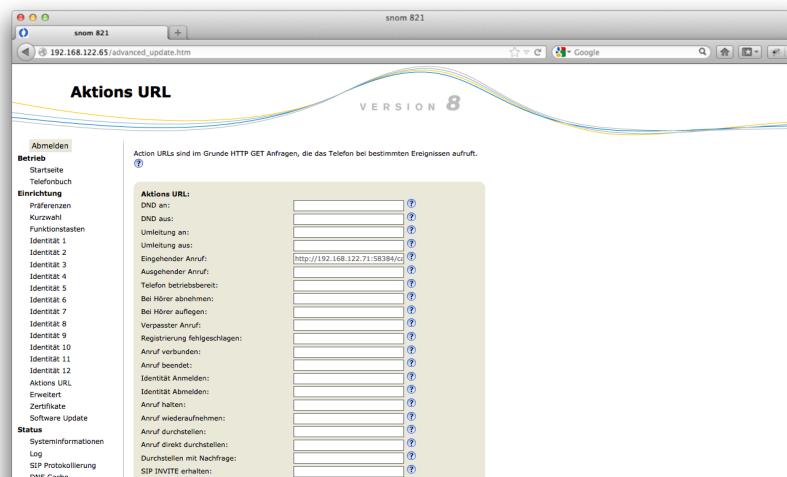 snom 821
snom 821
192.168.122.65/advanced_update.htm
Google
Aktions URL
VERSION 8
Abmelden
Betrieb
Startseite
Telefonbuch
Einrichtung
Präferenzen
Kurzwahl
Funktionstasten
Identität 1
Identität 2
Identität 3
Identität 4
Identität 5
Identität 6
Identität 7
Identität 8
Identität 9
Identität 10
Identität 11
Identität 12
Aktions URL
Erweitert
Zertifikate
Software Update
Status
Systeminformationen
Log
SIP Protokollierung
DNS Cache
Action URLs sind im Grunde HTTP GET Anfragen, die das Telefon bei bestimmten Ereignissen aufruft.
Aktions URL:
DND an:
DND aus:
Umleitung an:
Umleitung aus:
Eingehender Anruf: http://192.168.122.71:58384/ca
Ausgehender Anruf:
Telefon betriebsbereit:
Bei Hörer abnehmen:
Bei Hörer auflegen:
Verpasster Anruf:
Registrierung fehlgeschlagen:
Anruf verbunden:
Anruf beendet:
Identität Anmelden:
Identität Abmelden:
Anruf halten:
Anruf wiederaufnehmen:
Anruf durchstellen:
Anruf direkt durchstellen:
Durchstellen mit Nachfrage:
SIP INVITE erhalten: